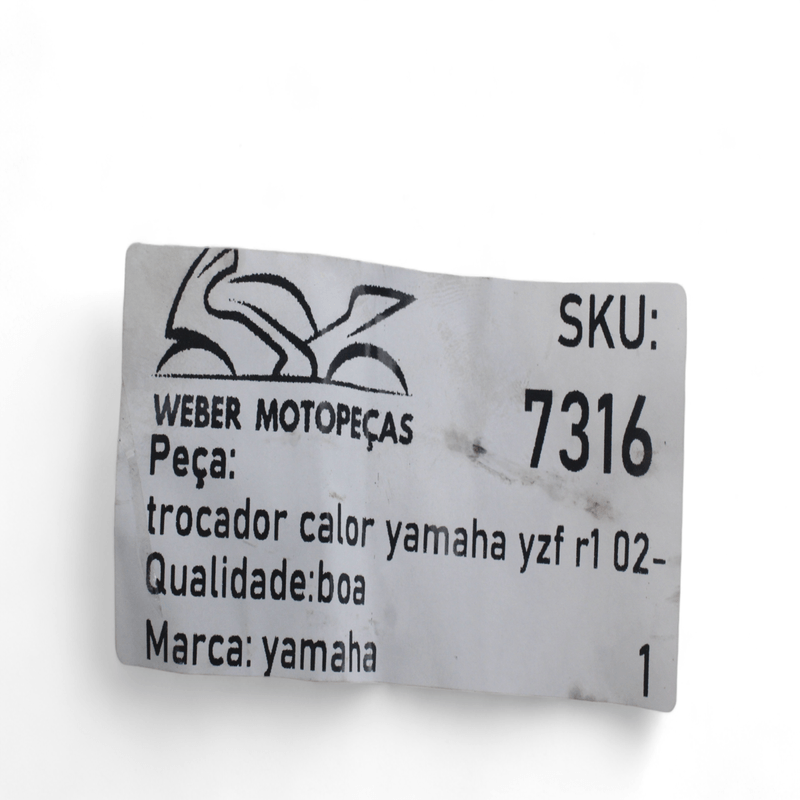 WEBER MOTOPEÇAS
SKU:
7316
Peça:
trocador calor yamaha yzf r1 02-
Qualidade:boa
Marca: yamaha
1